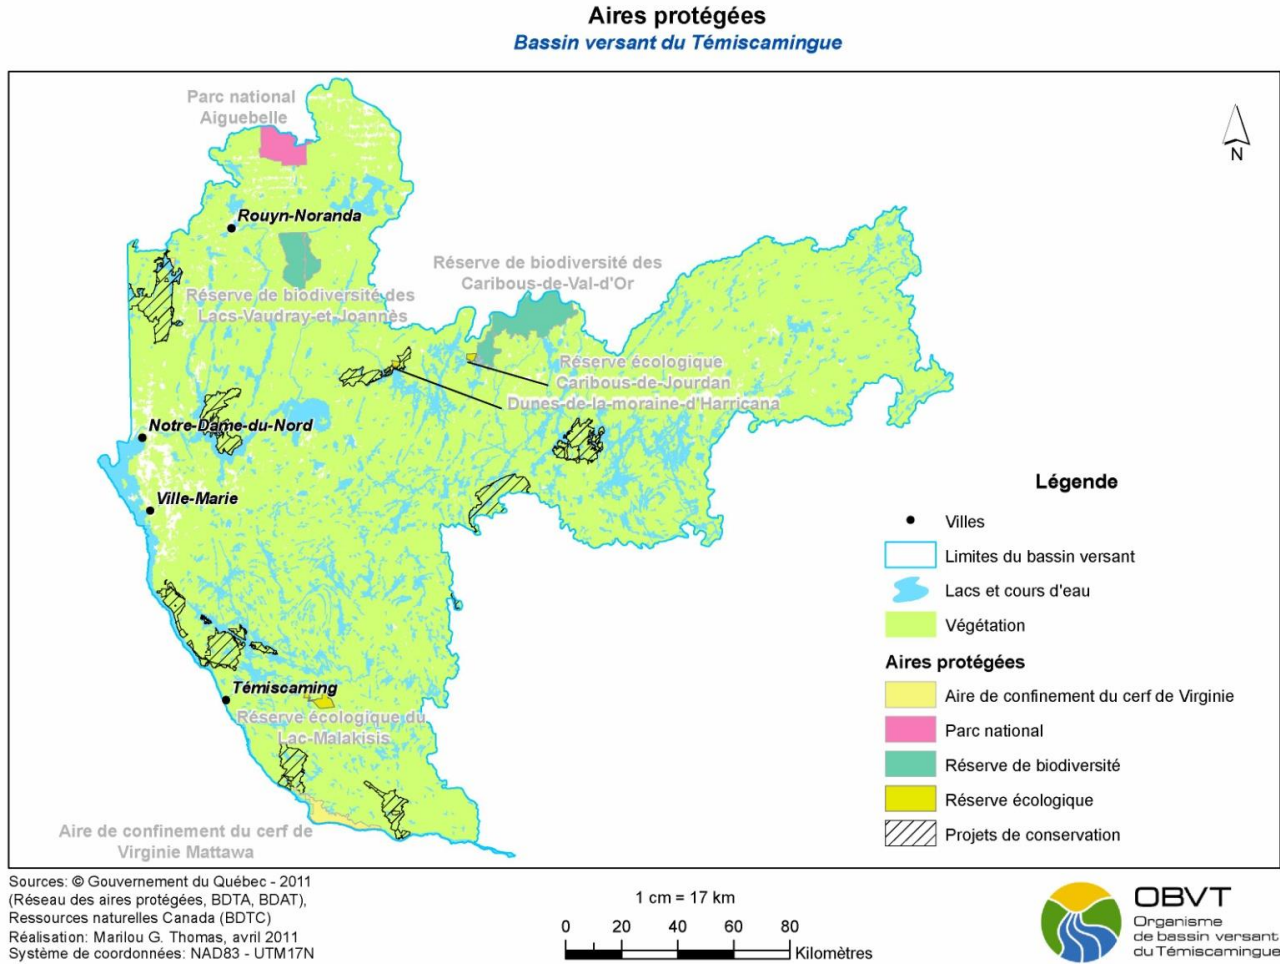 Aires protégées
Bassin versant du Témiscamingue
Parc national
Aiguebelle
N
Rouyn-Noranda
Réserve de biodiversité des
Caribous-de-Val-d'Or
Réserve de biodiversité des
Lacs-Vaudray-et Joannès
Réserve écologique
Caribous-de-Jourdan
Dunes-de-la-moraine-d'Harricana
Notre-Dame-du-Nord
Ville-Marie
Témiscaming
Réserve écologique du
Lac-Malakisis
Aire de confinement du cerf de
Virginie Mattawa
Légende
Villes
Limites du bassin versant
Lacs et cours d'eau
Végétation
Aires protégées
Aire de confinement du cerf de Virginie
Parc national
Réserve de biodiversité
Réserve écologique
Projets de conservation
Sources: © Gouvernement du Québec - 2011
(Réseau des aires protégées, BDTA, BDAT),
Ressources naturelles Canada (BDTC)
Réalisation: Marilou G. Thomas, avril 2011
Système de coordonnées: NAD83 - UTM17N
1 cm = 17 km
0 20 40 60 80
Kilomètres
OBVT
Organisme
de bassin versant
du Témiscamingue